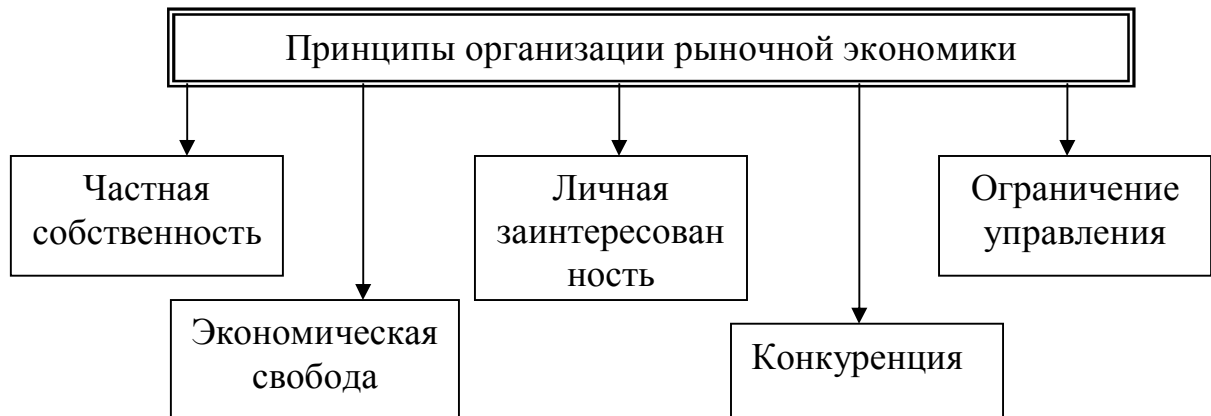 Принципы организации рыночной экономики
Частная
собственность
Личная
заинтересован
ность
Ограничение
управления
Экономическая
свобода
Конкуренция